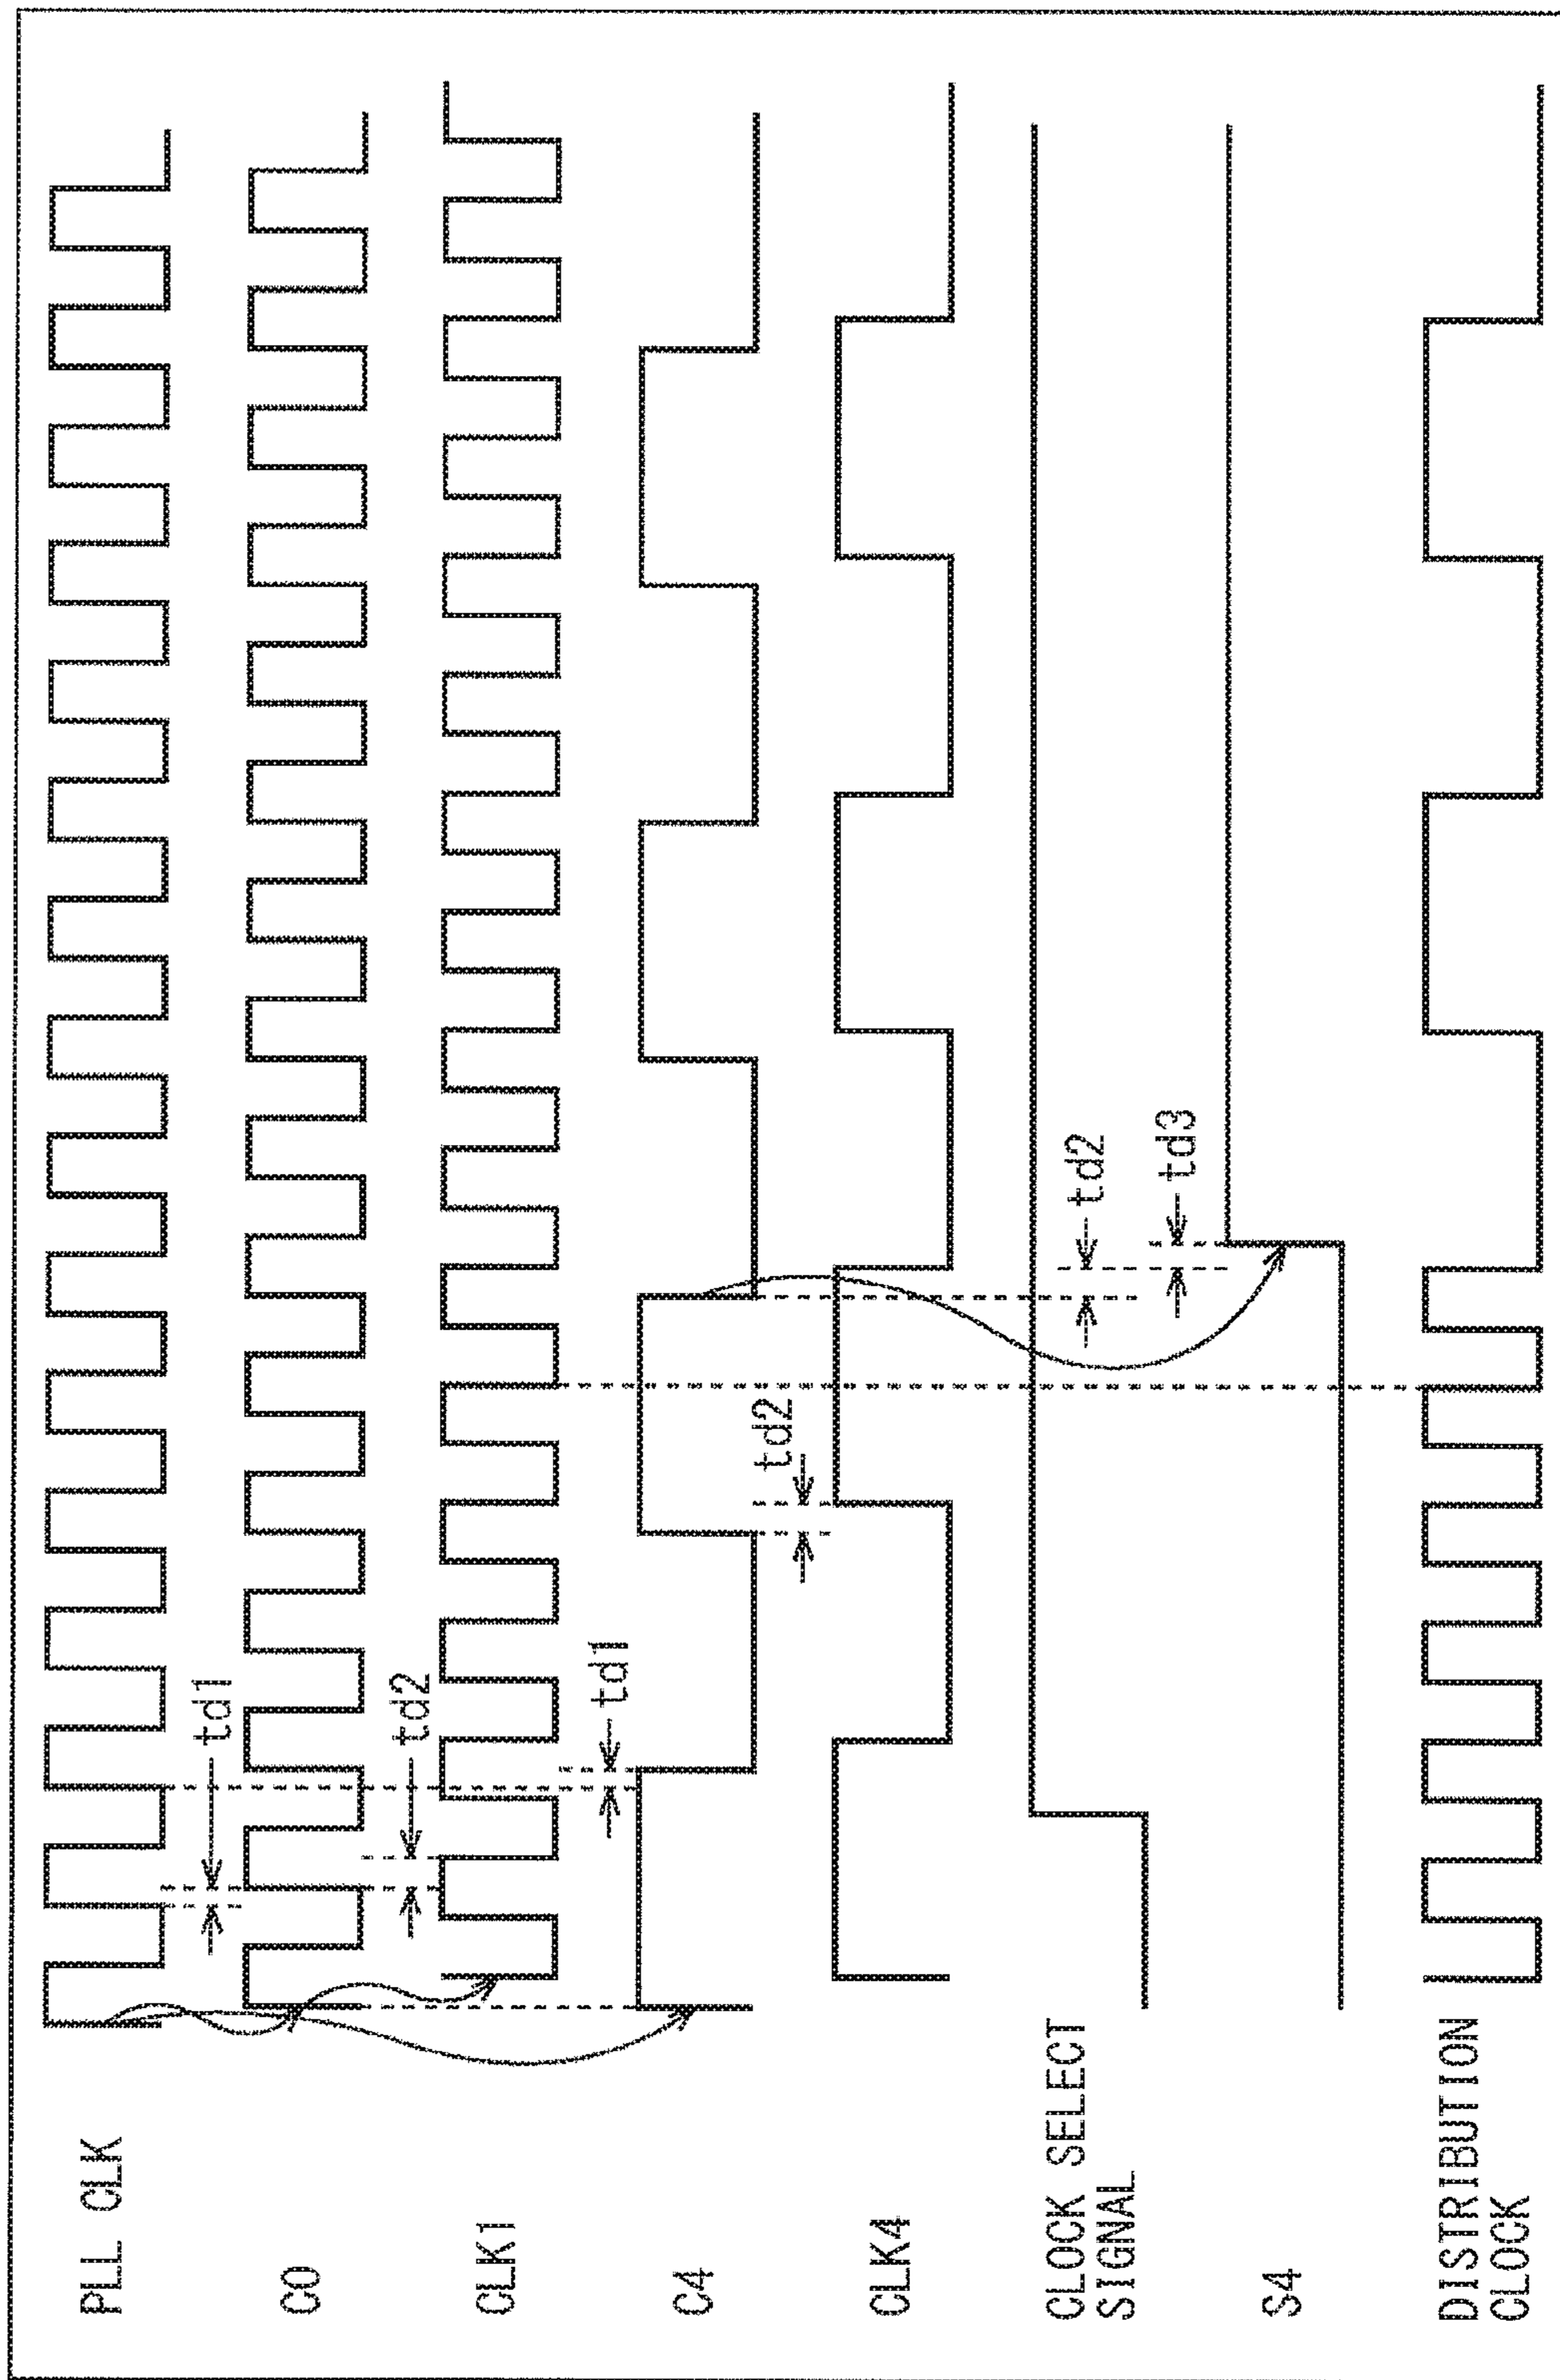 PLL CLK
td1
C0
td2
CLK1
td1
C4
td2
CLK4
CLOCK SELECT
SIGNAL
td2
td3
S4
DISTRIBUTION
CLOCK